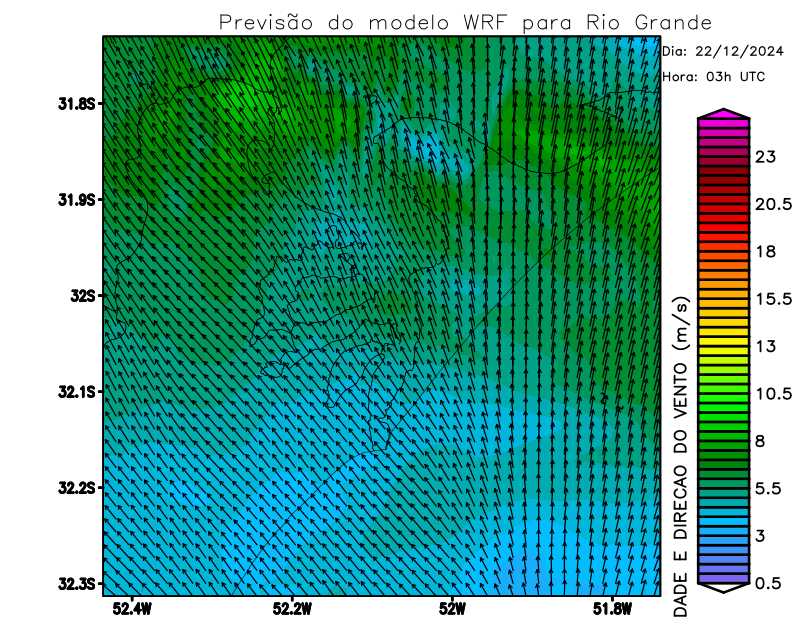 Previsão do modelo WRF para Rio Grande
Dia: 22/12/2024
Hora: 03h UTC
31.8S
31.9S
32S
32.1S
32.2S
32.3S
52.4W
52.2W
52W
51.8W
23
20.5
18
15.5
13
10.5
8
5.5
3
0.5
DADE E DIRECAO DO VENTO (m/s)